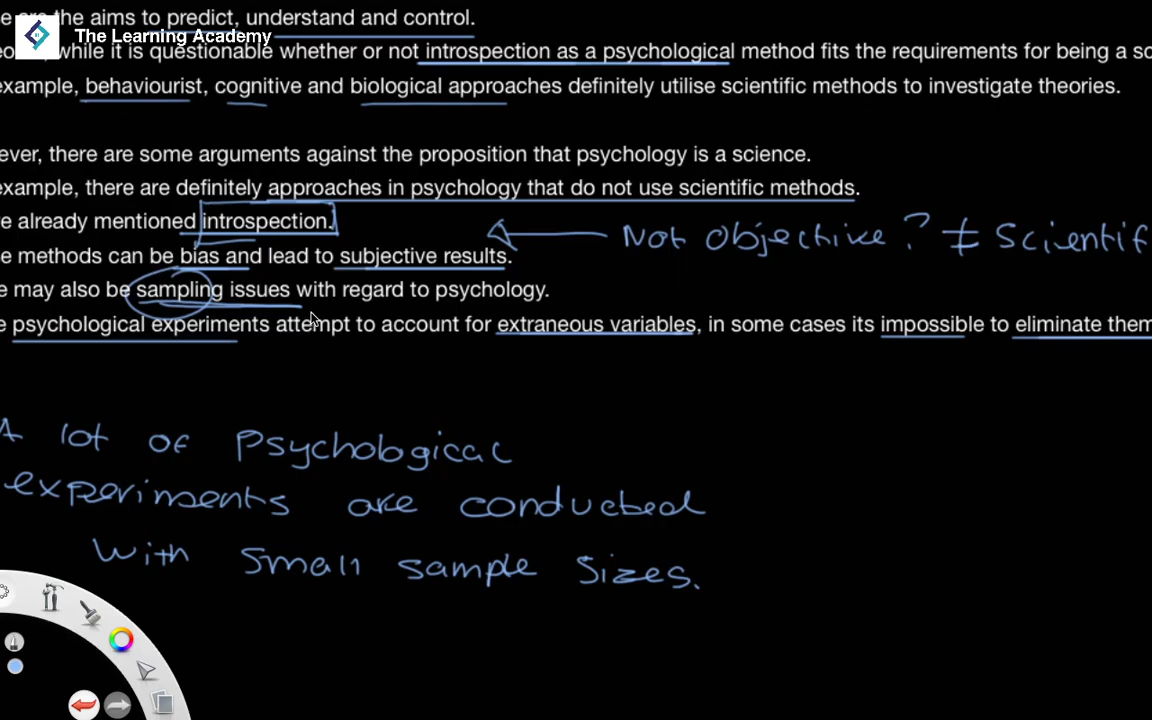 are the aims to predict, understand and control.
The Learning Academy
while it is questionable whether or not introspection as a psychological method fits the requirements for being a sc
example, behaviourist, cognitive and biological approaches definitely utilise scientific methods to investigate theories.
ever, there are some arguments against the proposition that psychology is a science.
example, there are definitely approaches in psychology that do not use scientific methods.
e already mentioned introspection.
Not Objective? ≠ Scientif
e methods can be bias and lead to subjective results.
e may also be sampling issues with regard to psychology.
e psychological experiments attempt to account for extraneous variables, in some cases its impossible to eliminate them
A lot of Psychological
experiments are conducted
with small sample sizes.